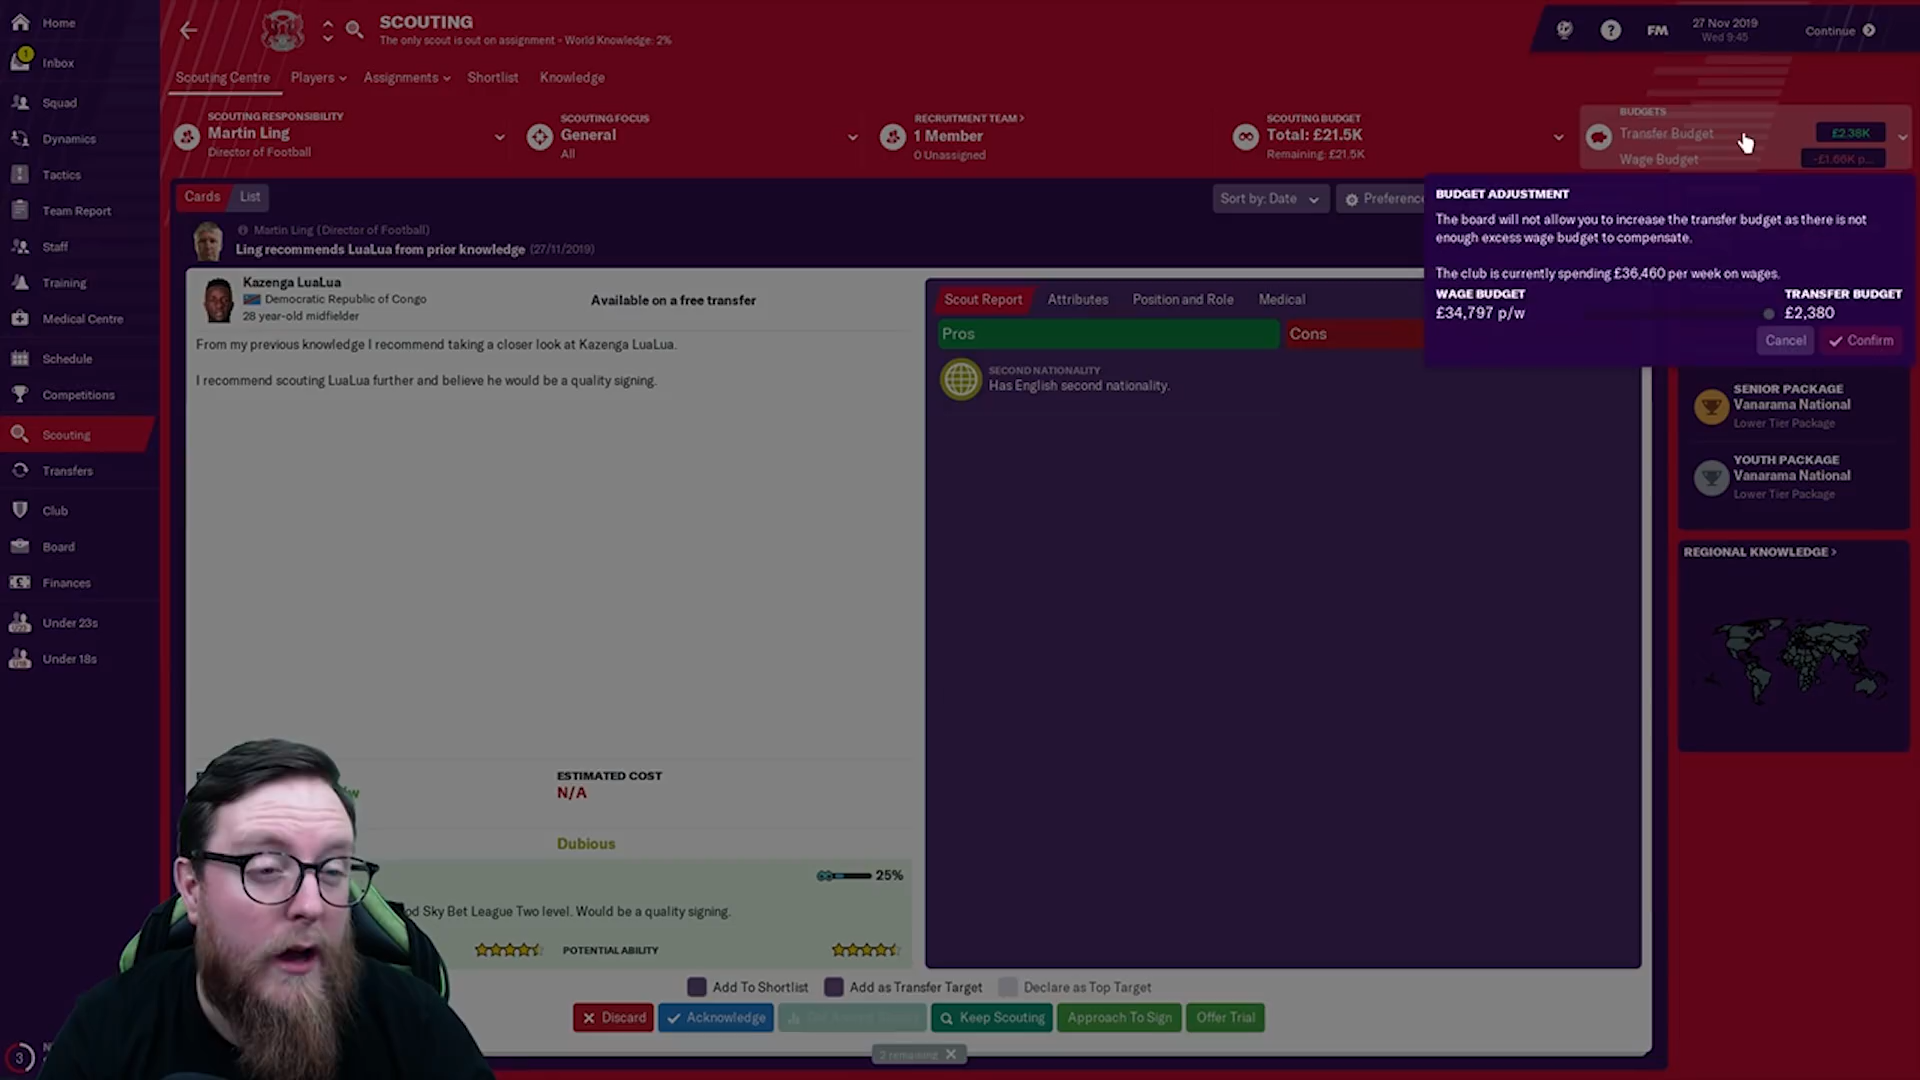 Home
Inbox
1
Squad
Dynamics
Tactics
Team Report
Staff
Training
Medical Centre
Schedule
Competitions
Scouting
Transfers
Club
Board
Finances
Under 23s
Under 18s
3
SCOUTING
The only scout is out on assignment - World Knowledge: 2%
FM
27 Nov 2019
Wed 9:45
Continue
Scouting Centre
Players
Assignments
Shortlist
Knowledge
SCOUTING RESPONSIBILITY
Martin Ling
Director of Football
SCOUTING FOCUS
General
All
RECRUITMENT TEAM >
1 Member
0 Unassigned
SCOUTING BUDGET
Total: £21.5K
Remaining: £21.5K
BUDGETS
Transfer Budget
£2.38K
Wage Budget
-£1.66K p...
Cards
List
Sort by: Date
Preference
Martin Ling (Director of Football)
Ling recommends LuaLua from prior knowledge (27/11/2019)
BUDGET ADJUSTMENT
The board will not allow you to increase the transfer budget as there is not
enough excess wage budget to compensate.
The club is currently spending £36,460 per week on wages.
WAGE BUDGET
£34,797 p/w
TRANSFER BUDGET
£2,380
Cancel
Confirm
Kazenga LuaLua
Democratic Republic of Congo
28 year-old midfielder
Available on a free transfer
From my previous knowledge I recommend taking a closer look at Kazenga LuaLua.
I recommend scouting LuaLua further and believe he would be a quality signing.
Scout Report
Attributes
Position and Role
Medical
Pros
Cons
SECOND NATIONALITY
Has English second nationality.
SENIOR PACKAGE
Vanarama National
Lower Tier Package
YOUTH PACKAGE
Vanarama National
Lower Tier Package
REGIONAL KNOWLEDGE >
ESTIMATED COST
N/A
Dubious
25%
od Sky Bet League Two level. Would be a quality signing.
POTENTIAL ABILITY
Add To Shortlist
Add as Transfer Target
Declare as Top Target
Discard
Acknowledge
Keep Scouting
Approach To Sign
Offer Trial
2 remaining